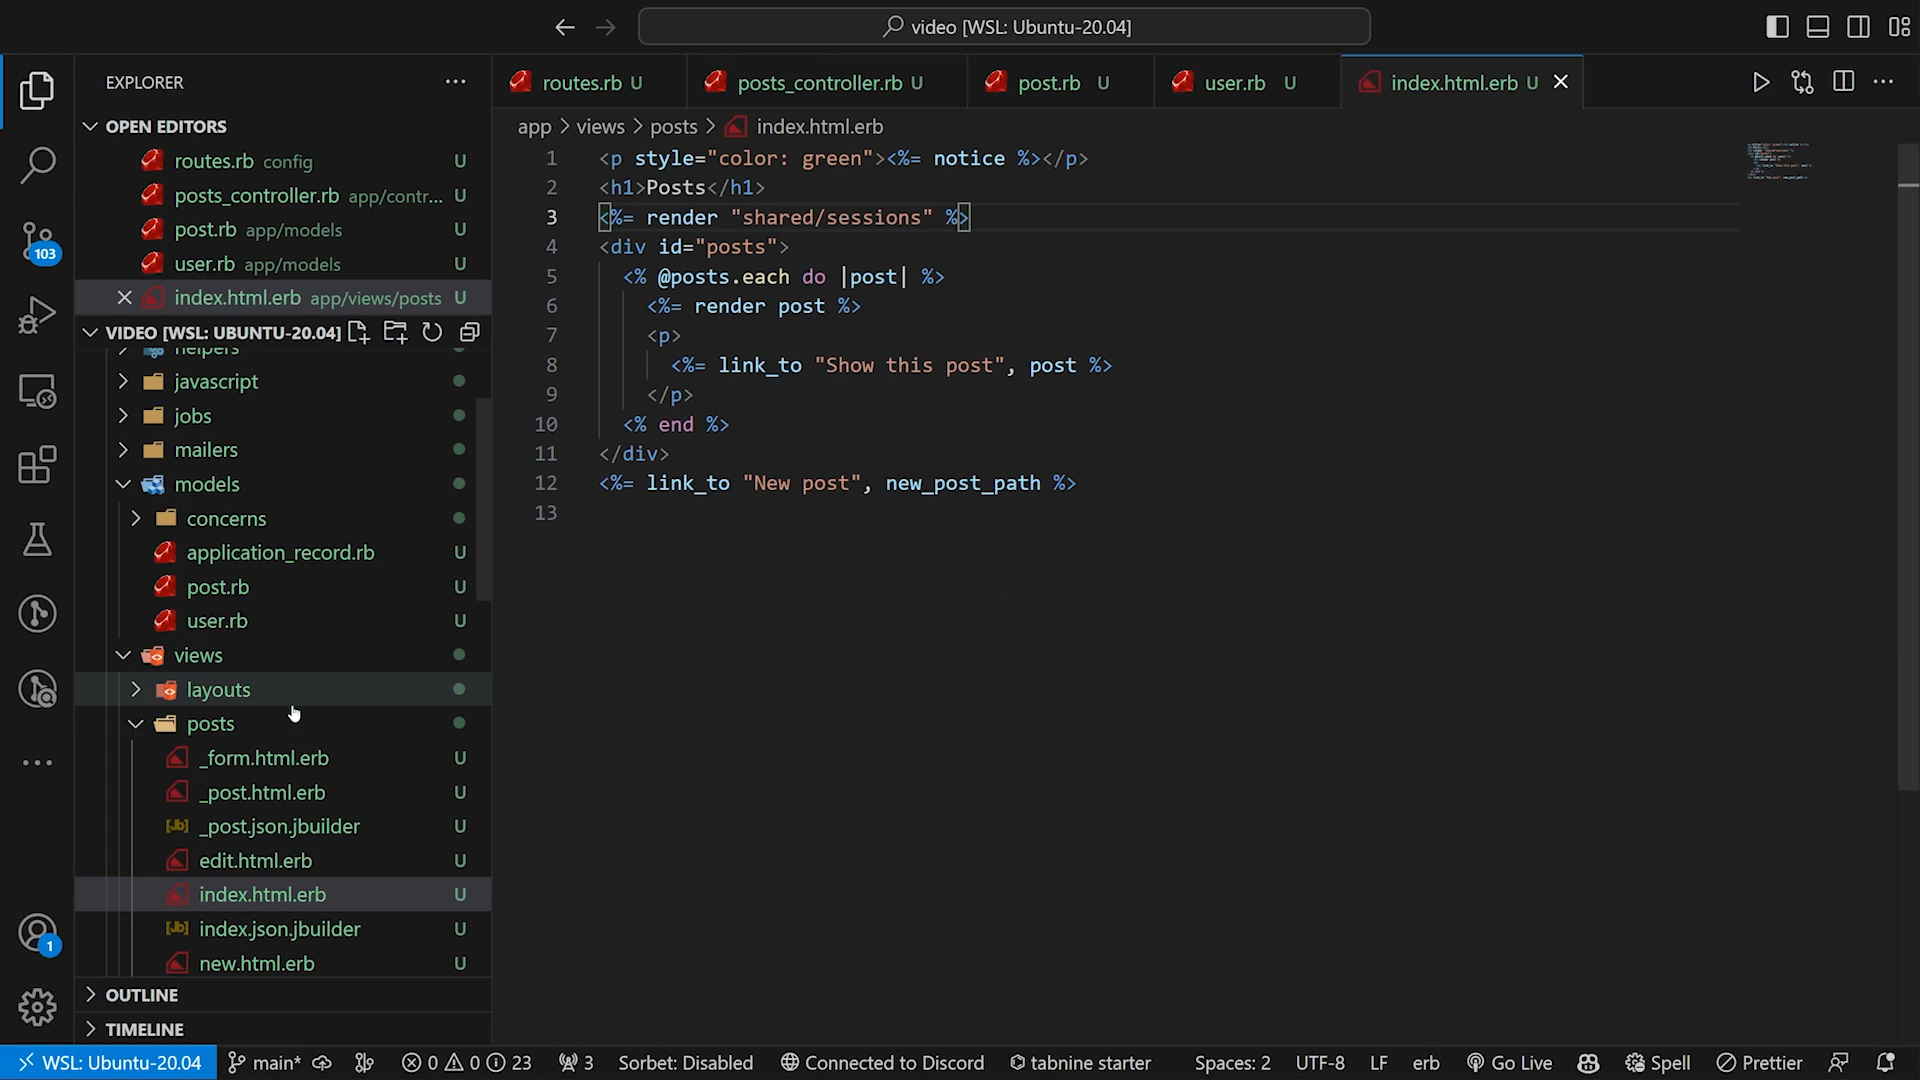 video [WSL: Ubuntu-20.04]
EXPLORER
routes.rb U
posts_controller.rb U
post.rb U
user.rb U
index.html.erb U
OPEN EDITORS
app > views > posts > index.html.erb
routes.rb config U
posts_controller.rb app/contr... U
post.rb app/models U
user.rb app/models U
index.html.erb app/views/posts U
VIDEO [WSL: UBUNTU-20.04]
helpers
javascript
jobs
mailers
models
concerns
application_record.rb U
post.rb U
user.rb U
views
layouts
posts
_form.html.erb U
_post.html.erb U
[Jb] _post.json.jbuilder U
edit.html.erb U
index.html.erb U
[Jb] index.json.jbuilder U
new.html.erb U
OUTLINE
TIMELINE
103
1
1 <p style="color: green"><%= notice %></p>
2 <h1>Posts</h1>
3 <%= render "shared/sessions" %>
4 <div id="posts">
5 <% @posts.each do |post| %>
6 <%= render post %>
7 <p>
8 <%= link_to "Show this post", post %>
9 </p>
10 <% end %>
11 </div>
12 <%= link_to "New post", new_post_path %>
13
WSL: Ubuntu-20.04 main* 0 0 23 3 Sorbet: Disabled Connected to Discord tabnine starter Spaces: 2 UTF-8 LF erb Go Live Spell Prettier